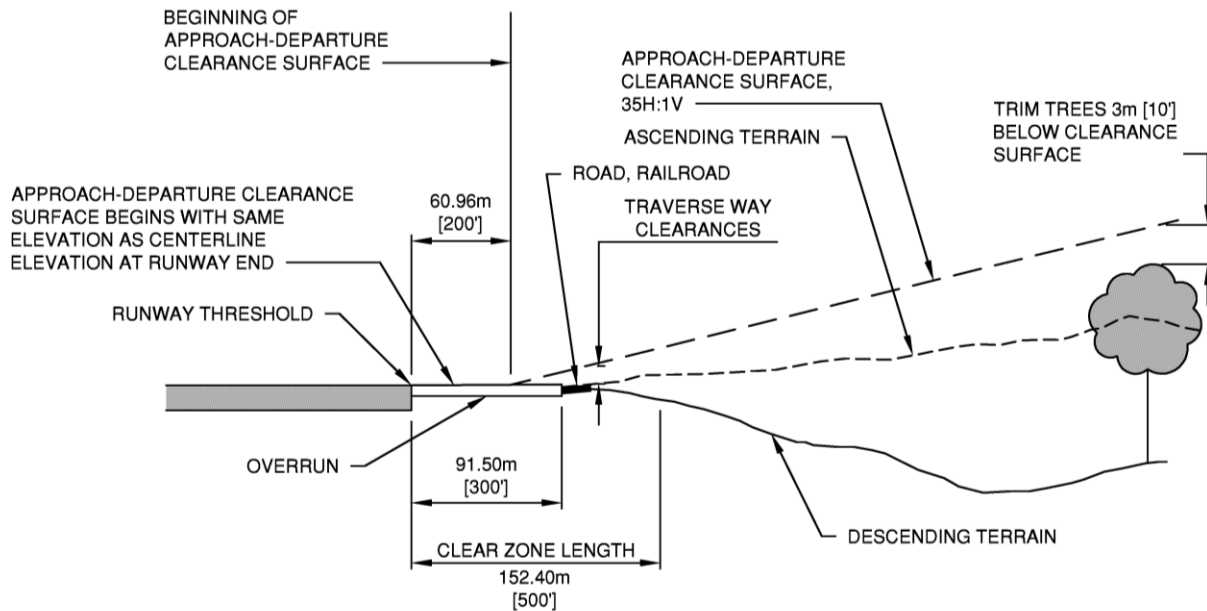 BEGINNING OF
APPROACH-DEPARTURE
CLEARANCE SURFACE
APPROACH-DEPARTURE
CLEARANCE SURFACE,
35H:1V
TRIM TREES 3m [10']
BELOW CLEARANCE
SURFACE
ASCENDING TERRAIN
ROAD, RAILROAD
APPROACH-DEPARTURE CLEARANCE
SURFACE BEGINS WITH SAME
ELEVATION AS CENTERLINE
ELEVATION AT RUNWAY END
60.96m
[200']
TRAVERSE WAY
CLEARANCES
RUNWAY THRESHOLD
OVERRUN
91.50m
[300']
DESCENDING TERRAIN
CLEAR ZONE LENGTH
152.40m
[500']